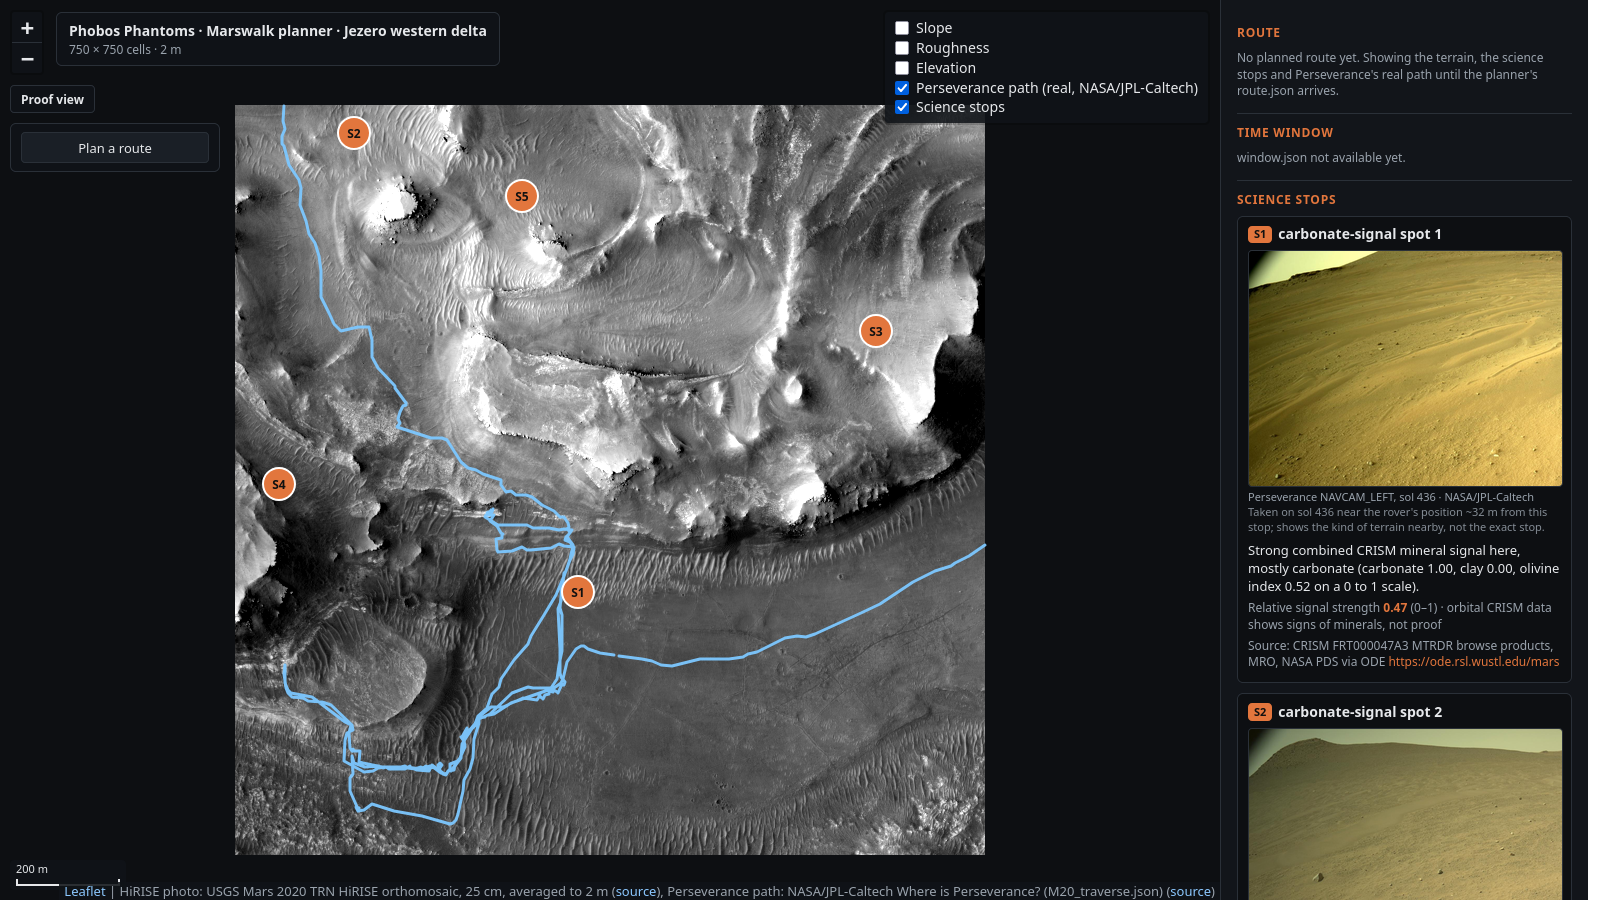 +
−
Phobos Phantoms · Marswalk planner · Jezero western delta
750 × 750 cells · 2 m
Proof view
Plan a route
Slope
Roughness
Elevation
Perseverance path (real, NASA/JPL-Caltech)
Science stops
S2
S5
S3
S4
S1
200 m
Leaflet | HiRISE photo: USGS Mars 2020 TRN HiRISE orthomosaic, 25 cm, averaged to 2 m (source), Perseverance path: NASA/JPL-Caltech Where is Perseverance? (M20_traverse.json) (source)
ROUTE
No planned route yet. Showing the terrain, the science
stops and Perseverance's real path until the planner's
route.json arrives.
TIME WINDOW
window.json not available yet.
SCIENCE STOPS
S1 carbonate-signal spot 1
Perseverance NAVCAM_LEFT, sol 436 · NASA/JPL-Caltech
Taken on sol 436 near the rover's position ~32 m from this
stop; shows the kind of terrain nearby, not the exact stop.
Strong combined CRISM mineral signal here,
mostly carbonate (carbonate 1.00, clay 0.00, olivine
index 0.52 on a 0 to 1 scale).
Relative signal strength 0.47 (0–1) · orbital CRISM data
shows signs of minerals, not proof
Source: CRISM FRT000047A3 MTRDR browse products,
MRO, NASA PDS via ODE https://ode.rsl.wustl.edu/mars
S2 carbonate-signal spot 2